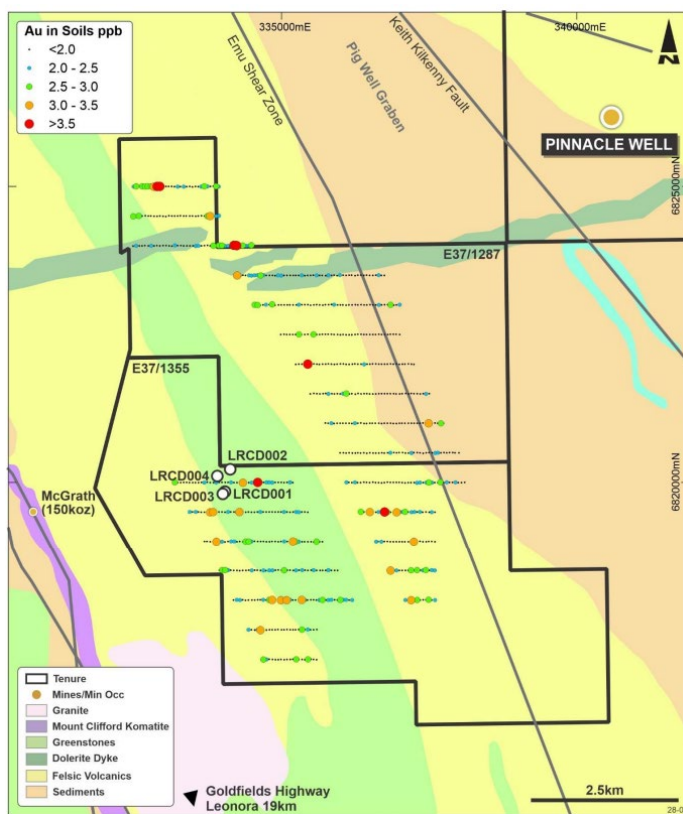 Au in Soils ppb
<2.0
2.0 - 2.5
2.5 - 3.0
3.0 - 3.5
>3.5
335000mE
340000mE
N
Emu Shear Zone
Pig Well Graben
Keith Kilkenny Fault
PINNACLE WELL
6825000mN
E37/1287
E37/1355
LRCD002
LRCD004
LRCD001
LRCD003
6820000mN
McGrath
(150koz)
Tenure
Mines/Min Occ
Granite
Mount Clifford Komatite
Greenstones
Dolerite Dyke
Felsic Volcanics
Sediments
Goldfields Highway
Leonora 19km
2.5km
28-0